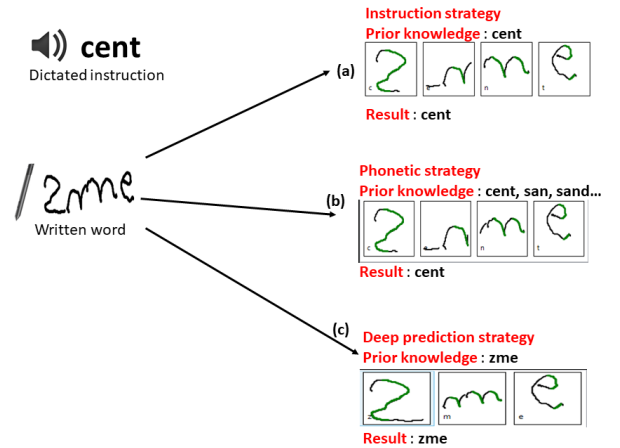 cent
Dictated instruction
zme
Written word
(a)
Instruction strategy
Prior knowledge : cent
c n t
Result : cent
(b)
Phonetic strategy
Prior knowledge : cent, san, sand...
c n t
Result : cent
(c)
Deep prediction strategy
Prior knowledge : zme
z m e
Result : zme